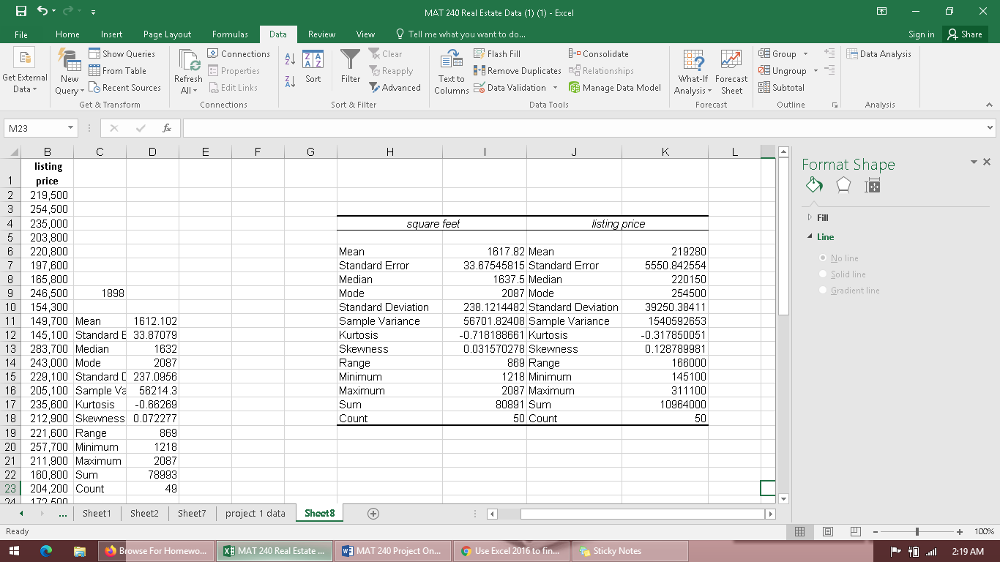 MAT 240 Real Estate Data (1) (1) - Excel
File Home Insert Page Layout Formulas Data Review View Tell me what you want to do... Sign in Share
Get External Data
New Query
Show Queries
From Table
Recent Sources
Get & Transform
Refresh All
Connections
Properties
Edit Links
Connections
Sort
Filter
Clear
Reapply
Advanced
Sort & Filter
Text to Columns
Flash Fill
Remove Duplicates
Data Validation
Consolidate
Relationships
Manage Data Model
Data Tools
What-If Analysis
Forecast Sheet
Forecast
Group
Ungroup
Subtotal
Outline
Data Analysis
Analysis
M23 fx
B C D E F G H I J K L
listing
1 price
2 219,500
3 254,500
4 235,000 square feet listing price
5 203,800
6 220,800 Mean 1617.82 Mean 219280
7 197,600 Standard Error 33.67545815 Standard Error 5550.842554
8 165,800 Median 1637.5 Median 220150
9 246,500 1898 Mode 2087 Mode 254500
10 154,300 Standard Deviation 238.1214482 Standard Deviation 39250.38411
11 149,700 Mean 1612.102 Sample Variance 56701.82408 Sample Variance 1540592653
12 145,100 Standard E 33.87079 Kurtosis -0.718188661 Kurtosis -0.317850051
13 283,700 Median 1632 Skewness 0.031570278 Skewness 0.128789981
14 243,000 Mode 2087 Range 869 Range 166000
15 229,100 Standard D 237.0956 Minimum 1218 Minimum 145100
16 205,100 Sample Va 56214.3 Maximum 2087 Maximum 311100
17 235,600 Kurtosis -0.66269 Sum 80891 Sum 10964000
18 212,900 Skewness 0.072277 Count 50 Count 50
19 221,600 Range 869
20 257,700 Minimum 1218
21 211,900 Maximum 2087
22 160,800 Sum 78993
23 204,200 Count 49
24 172,500
Format Shape
Fill
Line
No line
Solid line
Gradient line
... Sheet1 Sheet2 Sheet7 project 1 data Sheet8
Ready 100%
Browse For Homewo... MAT 240 Real Estate ... MAT 240 Project On... Use Excel 2016 to fin... Sticky Notes 2:19 AM